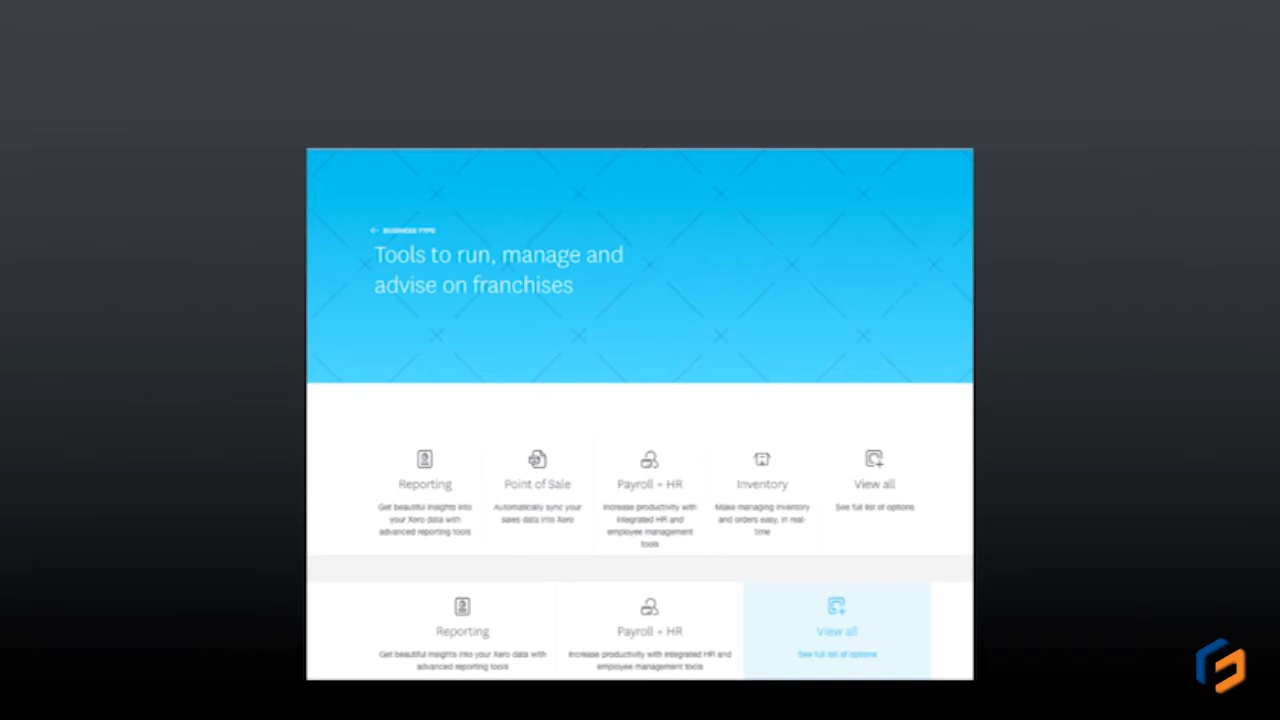 ← BUSINESS TYPE
Tools to run, manage and
advise on franchises
Reporting
Get beautiful insights into
your Xero data with
advanced reporting tools
Point of Sale
Automatically sync your
sales data into Xero
Payroll + HR
Increase productivity with
integrated HR and
employee management
tools
Inventory
Make managing inventory
and orders easy, in real-
time
View all
See full list of options
Reporting
Get beautiful insights into your Xero data with
advanced reporting tools
Payroll + HR
Increase productivity with integrated HR and
employee management tools
View all
See full list of options